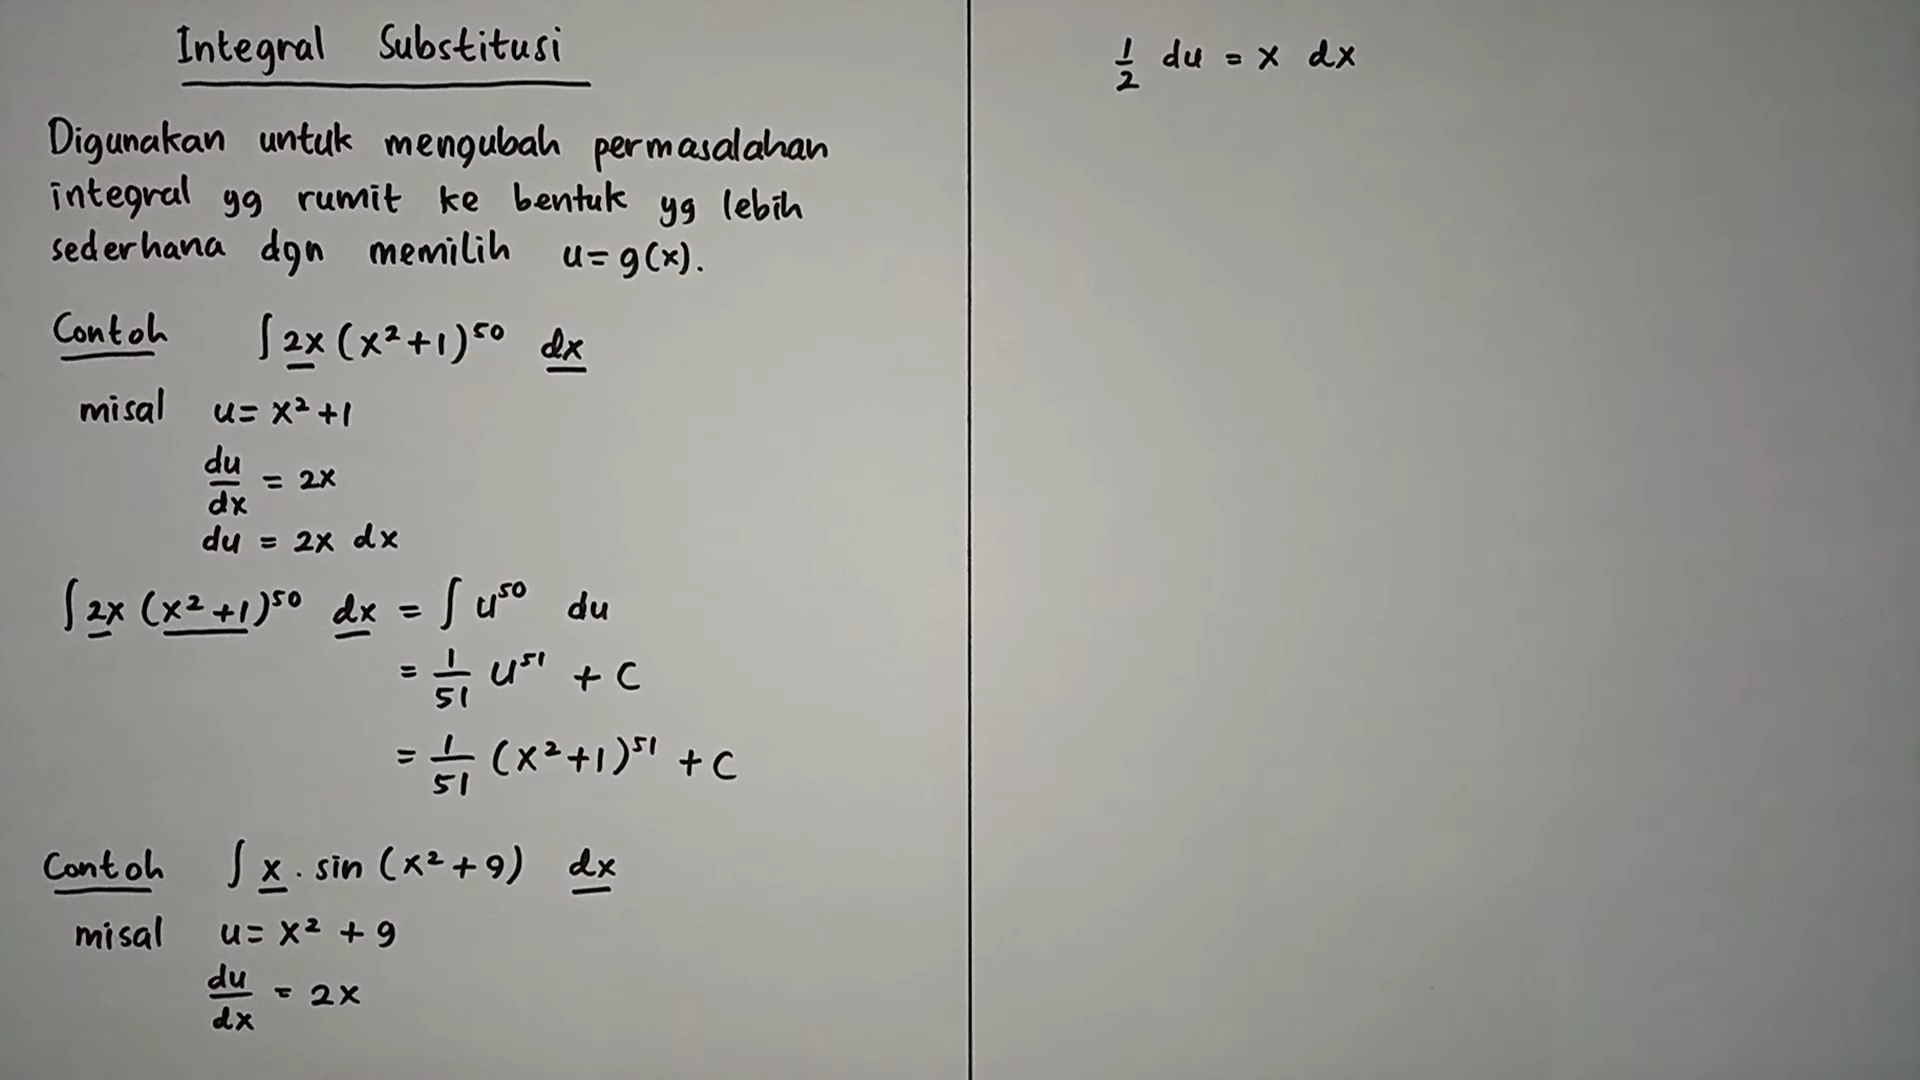 Integral Substitusi
Digunakan untuk mengubah permasalahan
integral yg rumit ke bentuk yg lebih
sederhana dgn memilih u = g(x).
Contoh ∫ 2x (x² + 1)⁵⁰ dx
misal u = x² + 1
du/dx = 2x
du = 2x dx
∫ 2x (x² + 1)⁵⁰ dx = ∫ u⁵⁰ du
= 1/51 u⁵¹ + C
= 1/51 (x² + 1)⁵¹ + C
Contoh ∫ x . sin (x² + 9) dx
misal u = x² + 9
du/dx = 2x
1/2 du = x dx